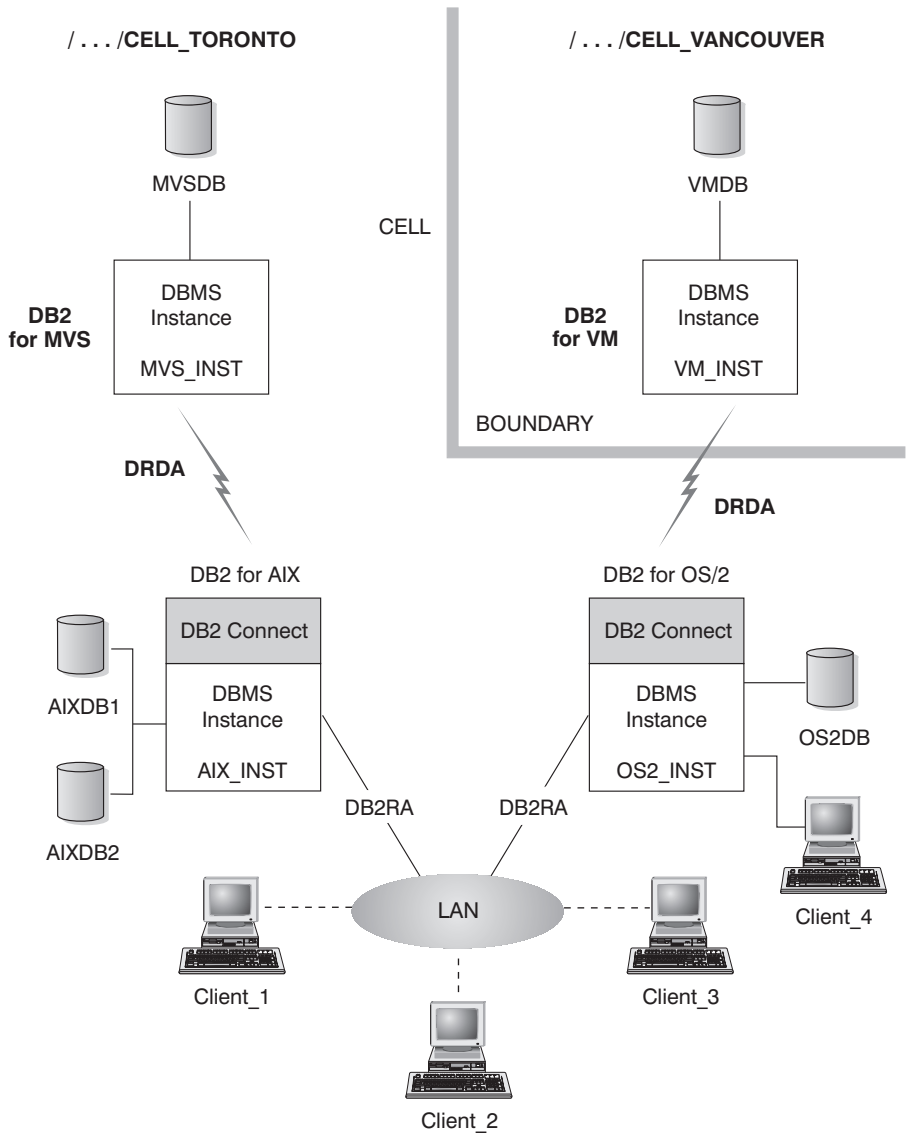 / . . . /CELL_TORONTO
/ . . . /CELL_VANCOUVER
MVSDB
VMDB
CELL
DB2
for MVS
DBMS
Instance
MVS_INST
DB2
for VM
DBMS
Instance
VM_INST
BOUNDARY
DRDA
DRDA
DB2 for AIX
DB2 for OS/2
DB2 Connect
DB2 Connect
AIXDB1
DBMS
Instance
AIX_INST
DBMS
Instance
OS2_INST
OS2DB
AIXDB2
DB2RA
DB2RA
LAN
Client_4
Client_1
Client_3
Client_2